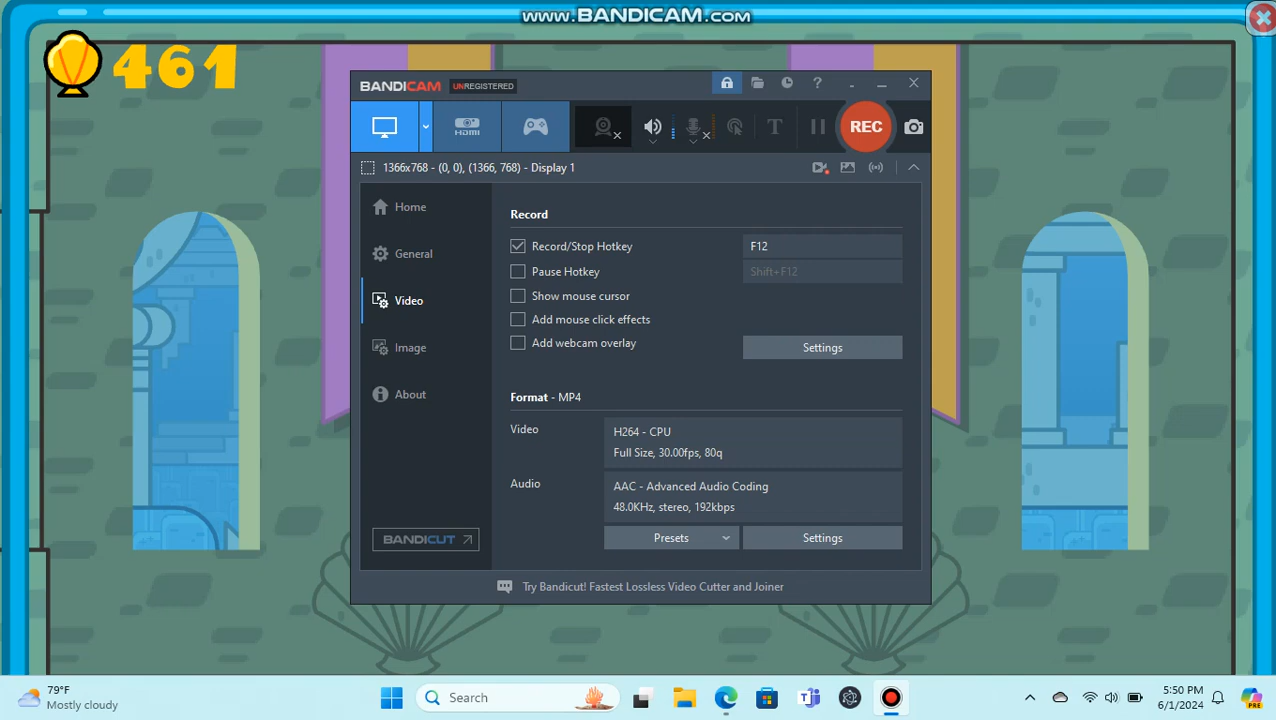 www.BANDICAM.com
461
BANDICAM UNREGISTERED
?
HDMI
T
REC
1366x768 - (0, 0), (1366, 768) - Display 1
Home
General
Video
Image
About
BANDICUT
Record
Record/Stop Hotkey F12
Pause Hotkey Shift+F12
Show mouse cursor
Add mouse click effects
Add webcam overlay
Settings
Format - MP4
Video
H264 - CPU
Full Size, 30.00fps, 80q
Audio
AAC - Advanced Audio Coding
48.0KHz, stereo, 192kbps
Presets
Settings
Try Bandicut! Fastest Lossless Video Cutter and Joiner
79°F
Mostly cloudy
Search
5:50 PM
6/1/2024
PRE